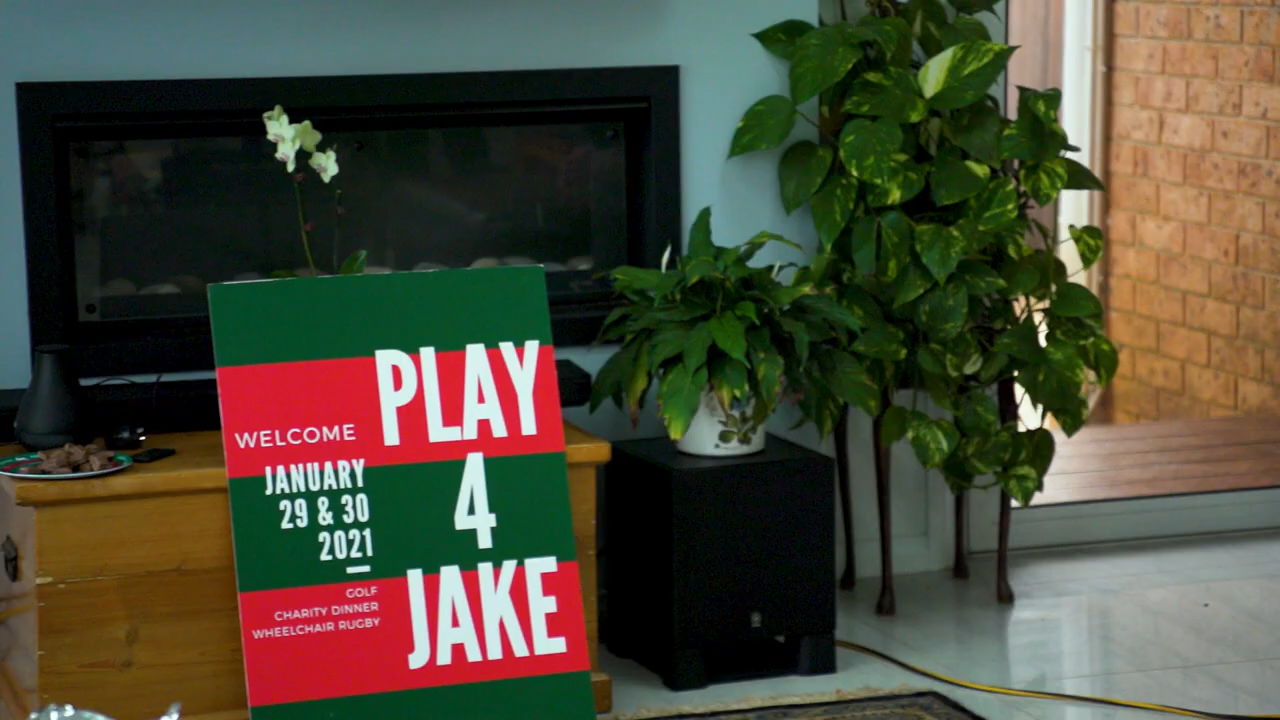 WELCOME
JANUARY
29 & 30
2021
GOLF
CHARITY DINNER
WHEELCHAIR RUGBY
PLAY
4
JAKE